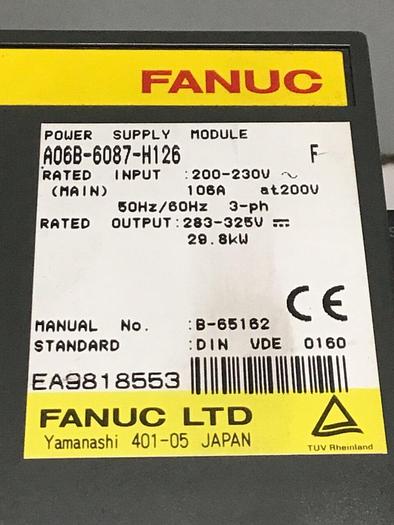 FANUC
POWER SUPPLY MODULE
A06B-6087-H126 F
RATED INPUT :200-230V ~
(MAIN) 106A at200V
50Hz/60Hz 3-ph
RATED OUTPUT:283-325V ⎓
29.8kW
CE
MANUAL No. :B-65162
STANDARD :DIN VDE 0160
EA9818553
FANUC LTD
Yamanashi 401-05 JAPAN
TUV Rheinland